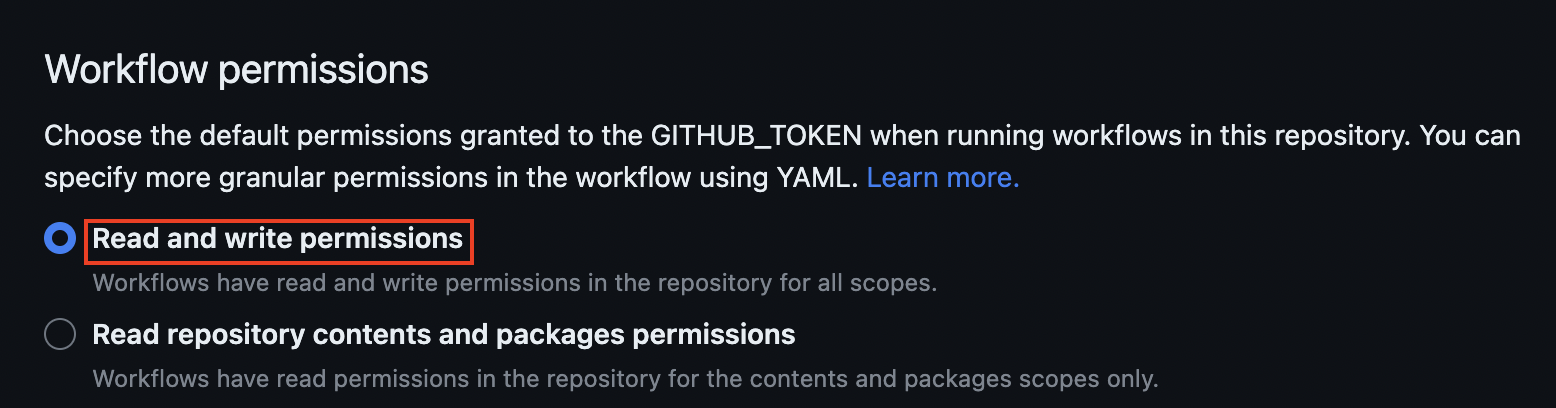 Workflow permissions
Choose the default permissions granted to the GITHUB_TOKEN when running workflows in this repository. You can
specify more granular permissions in the workflow using YAML. Learn more.
Read and write permissions
Workflows have read and write permissions in the repository for all scopes.
Read repository contents and packages permissions
Workflows have read permissions in the repository for the contents and packages scopes only.